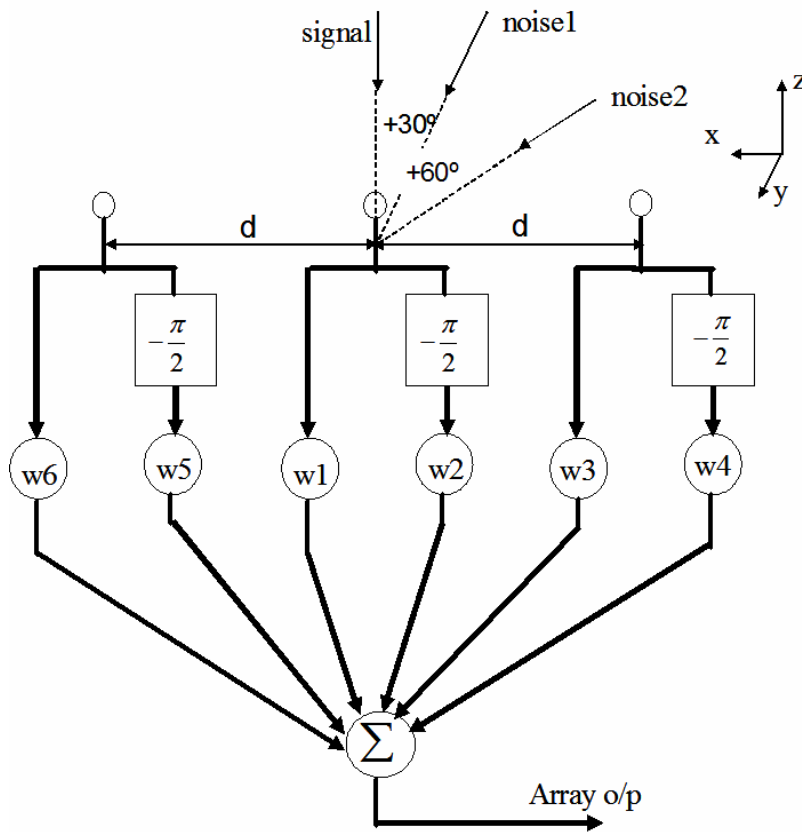 signal
noise1
noise2
+30º
+60º
z
x
y
d
d
−π/2
−π/2
−π/2
w6
w5
w1
w2
w3
w4
∑
Array o/p